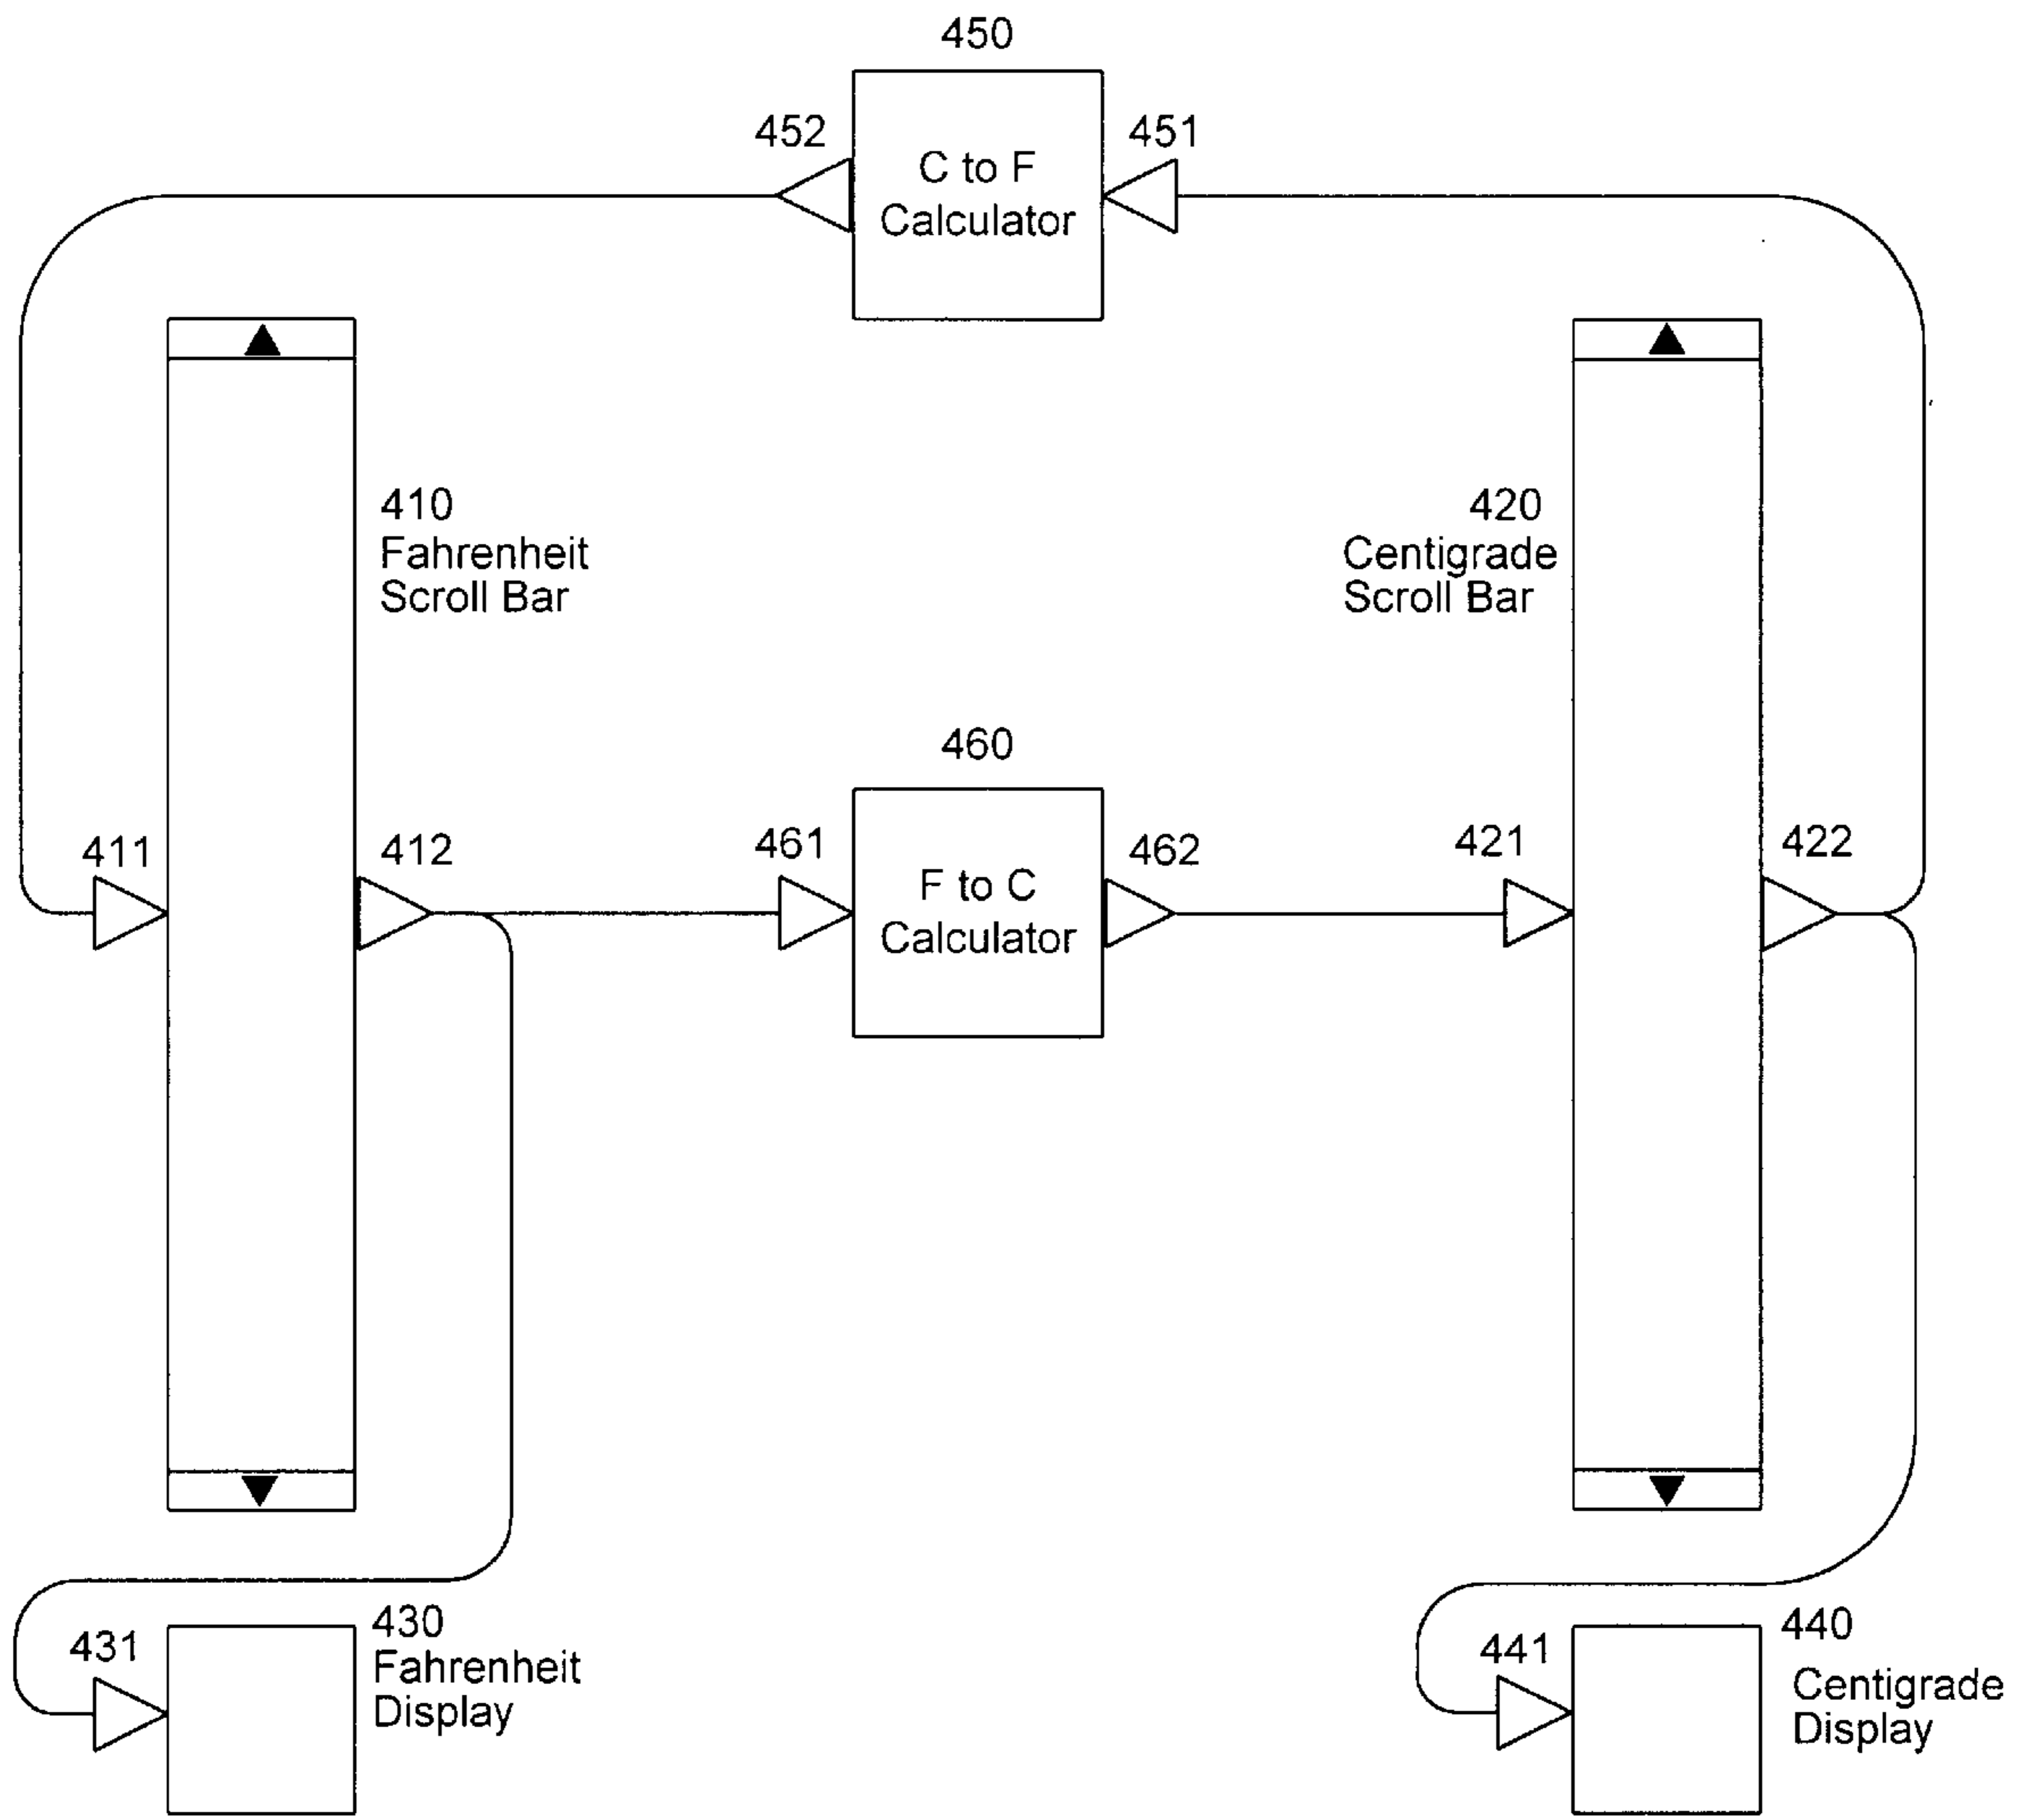 450
452
451
C to F
Calculator
410
Fahrenheit
Scroll Bar
420
Centigrade
Scroll Bar
460
411
412
461
F to C
Calculator
462
421
422
430
Fahrenheit
Display
431
440
Centigrade
Display
441